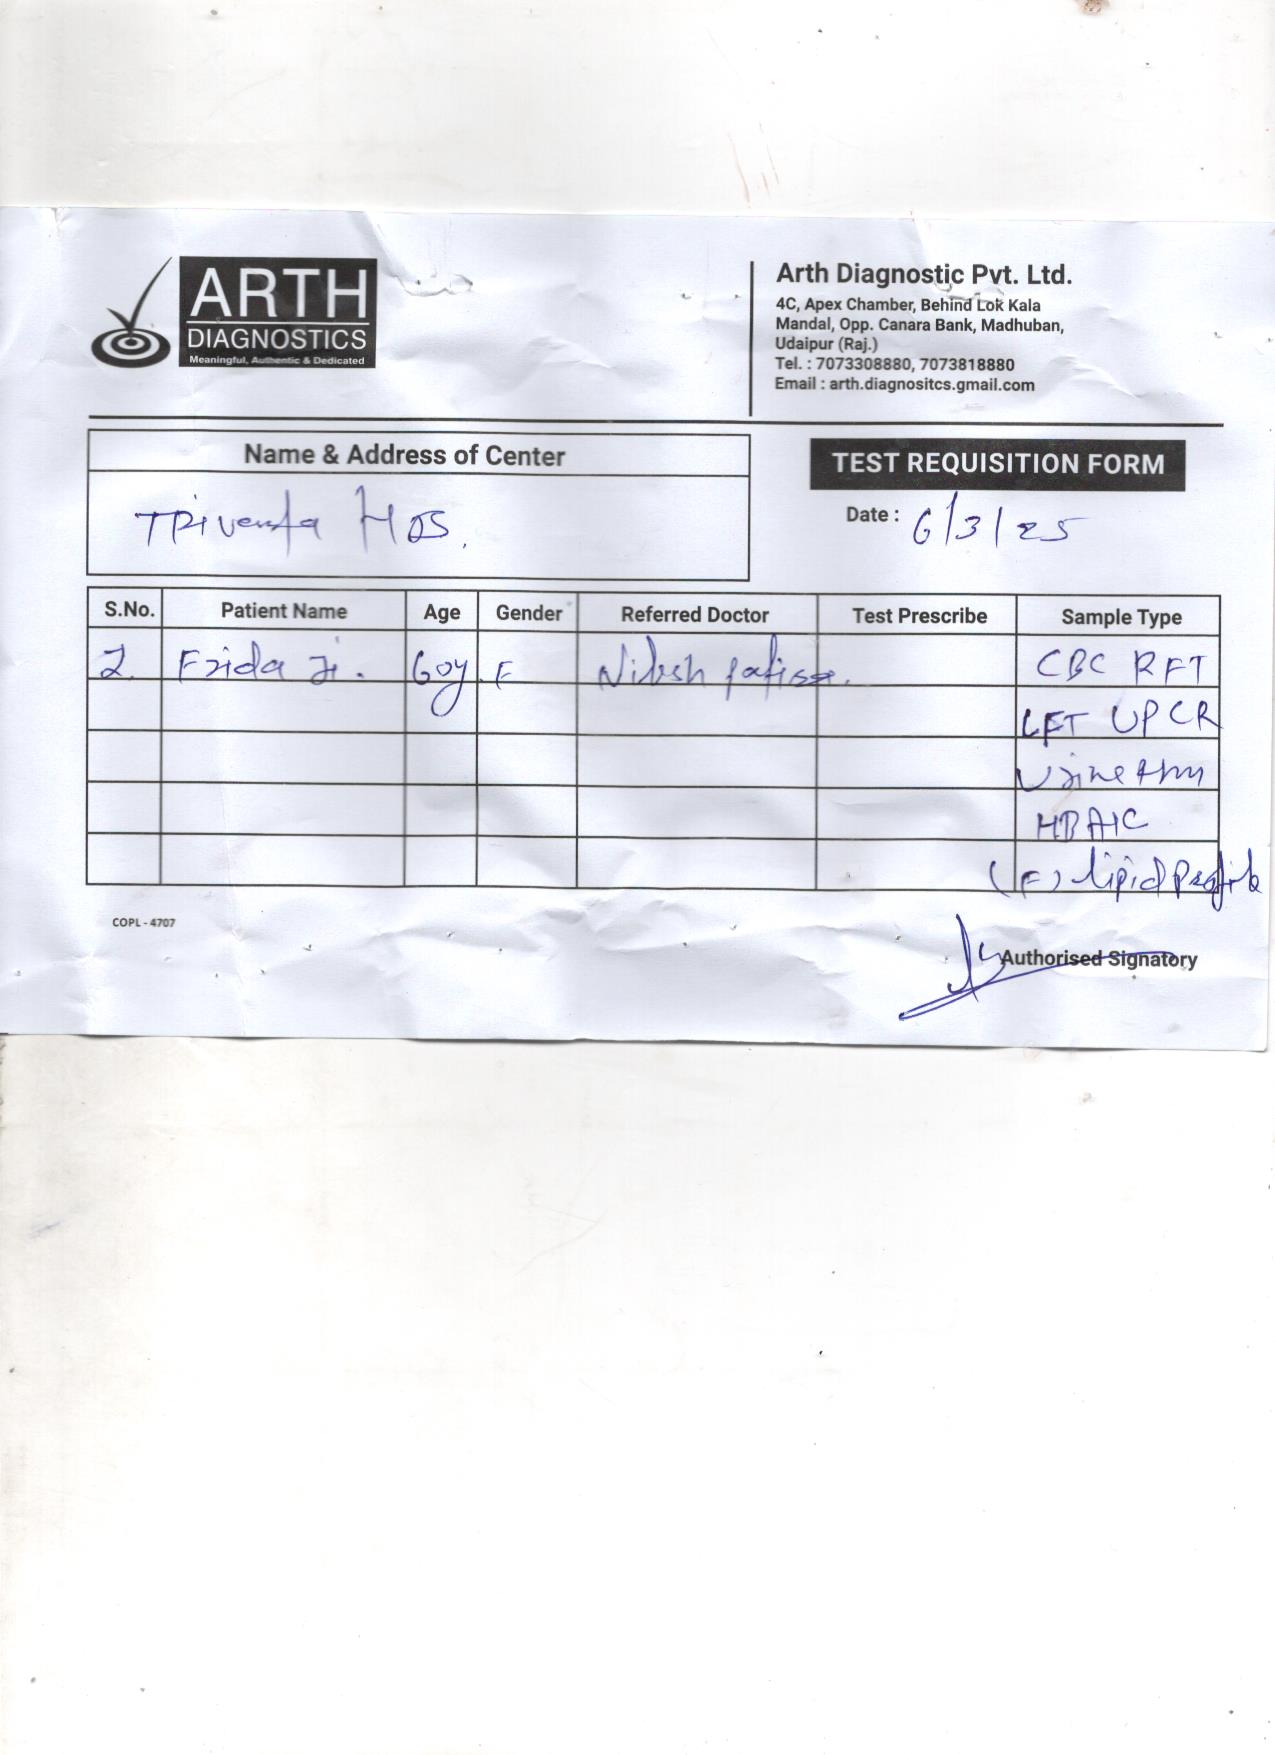 ARTH
DIAGNOSTICS
Meaningful, Authentic & Dedicated
Arth Diagnostic Pvt. Ltd.
4C, Apex Chamber, Behind Lok Kala
Mandal, Opp. Canara Bank, Madhuban,
Udaipur (Raj.)
Tel. : 7073308880, 7073818880
Email : arth.diagnositcs.gmail.com
Name & Address of Center
TEST REQUISITION FORM
Hos.
Date : 6/3/25
S.No. Patient Name Age Gender Referred Doctor Test Prescribe Sample Type
2. Frida Ji. 60y F Nilesh CBC RFT
LFT UPCR
Urine
HBA1C
(F) lipid Profile
COPL - 4707
Authorised Signatory